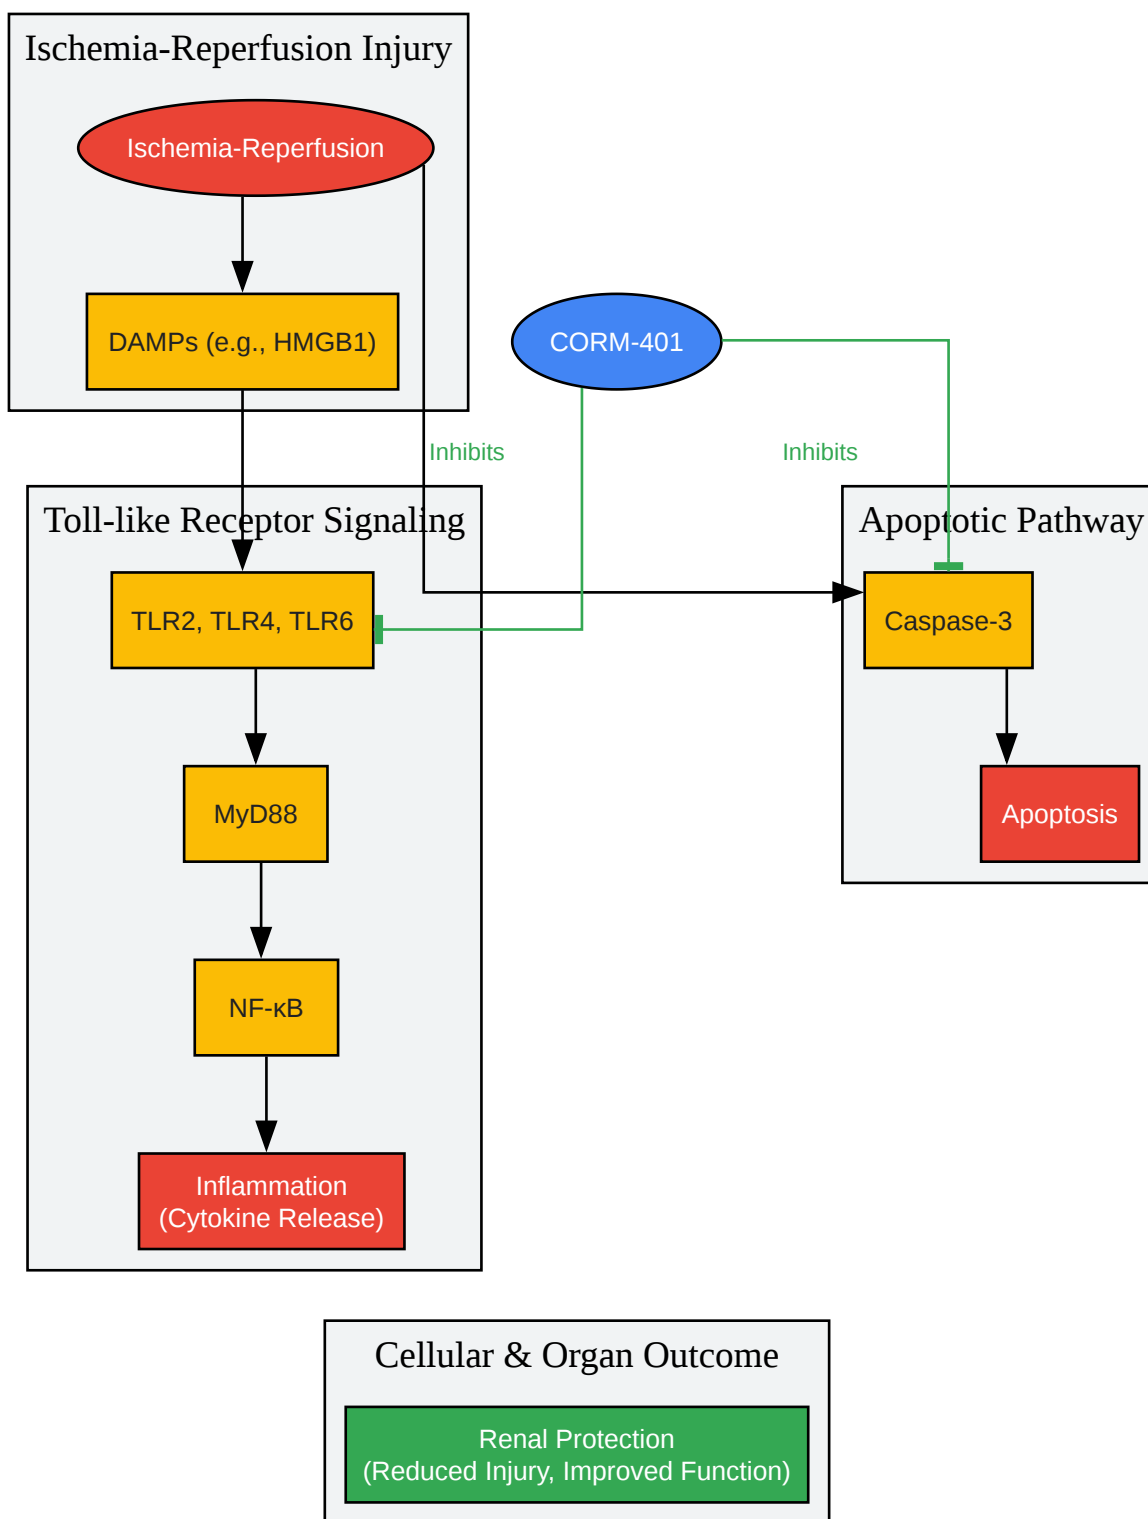 Ischemia-Reperfusion Injury
Ischemia-Reperfusion
DAMPs (e.g., HMGB1)
CORM-401
Inhibits
Inhibits
Toll-like Receptor Signaling
TLR2, TLR4, TLR6
MyD88
NF-κB
Inflammation
(Cytokine Release)
Apoptotic Pathway
Caspase-3
Apoptosis
Cellular & Organ Outcome
Renal Protection
(Reduced Injury, Improved Function)